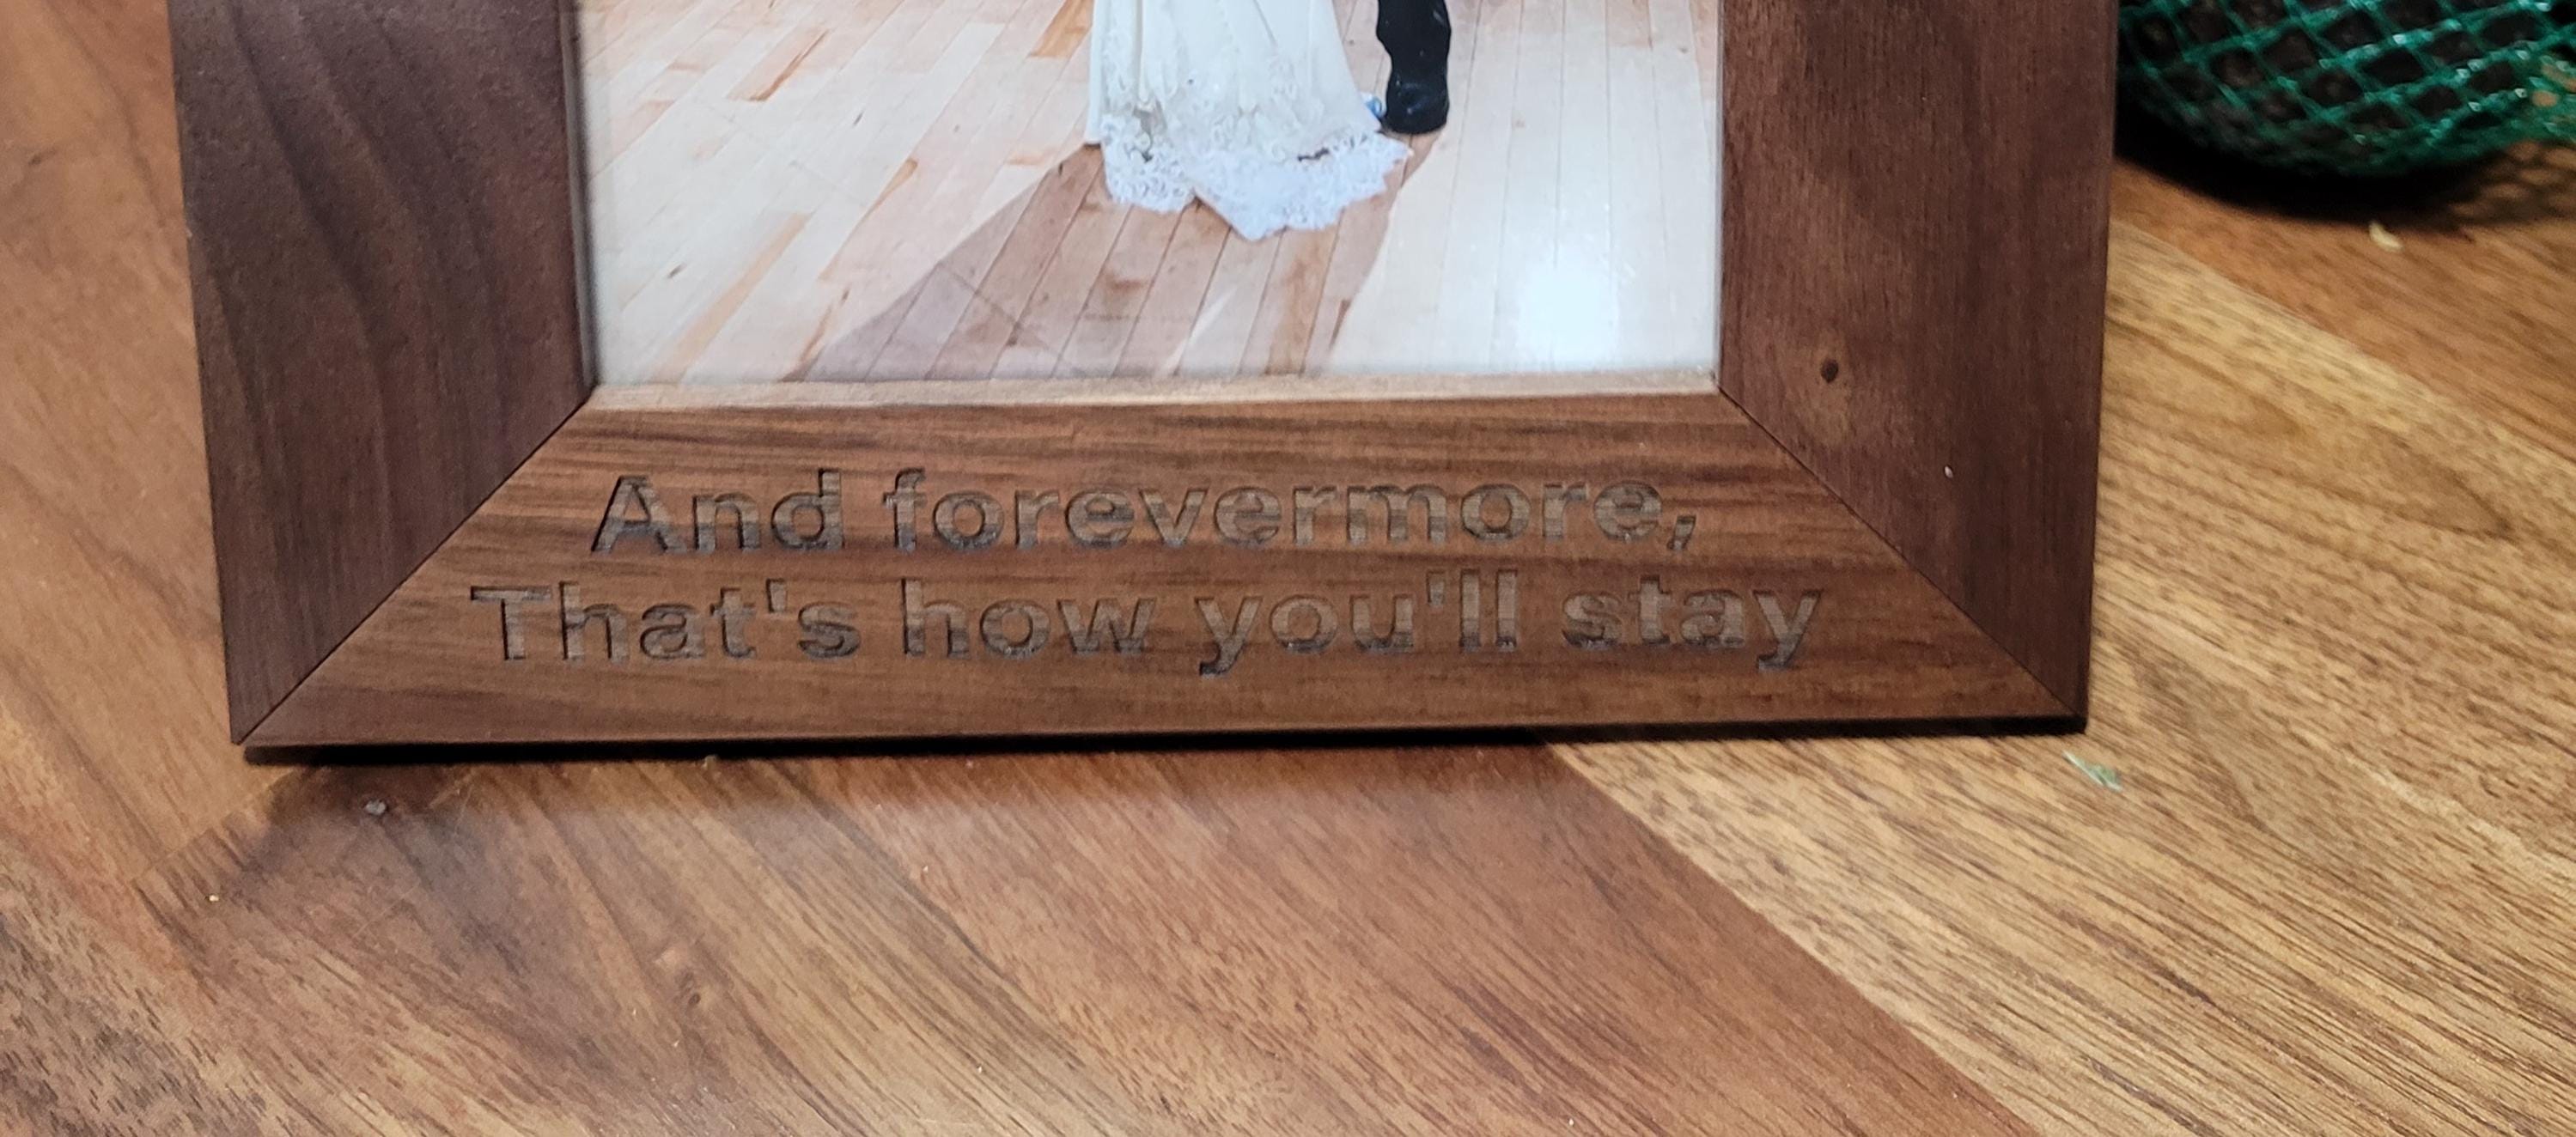 And forevermore,
That's how you'll stay